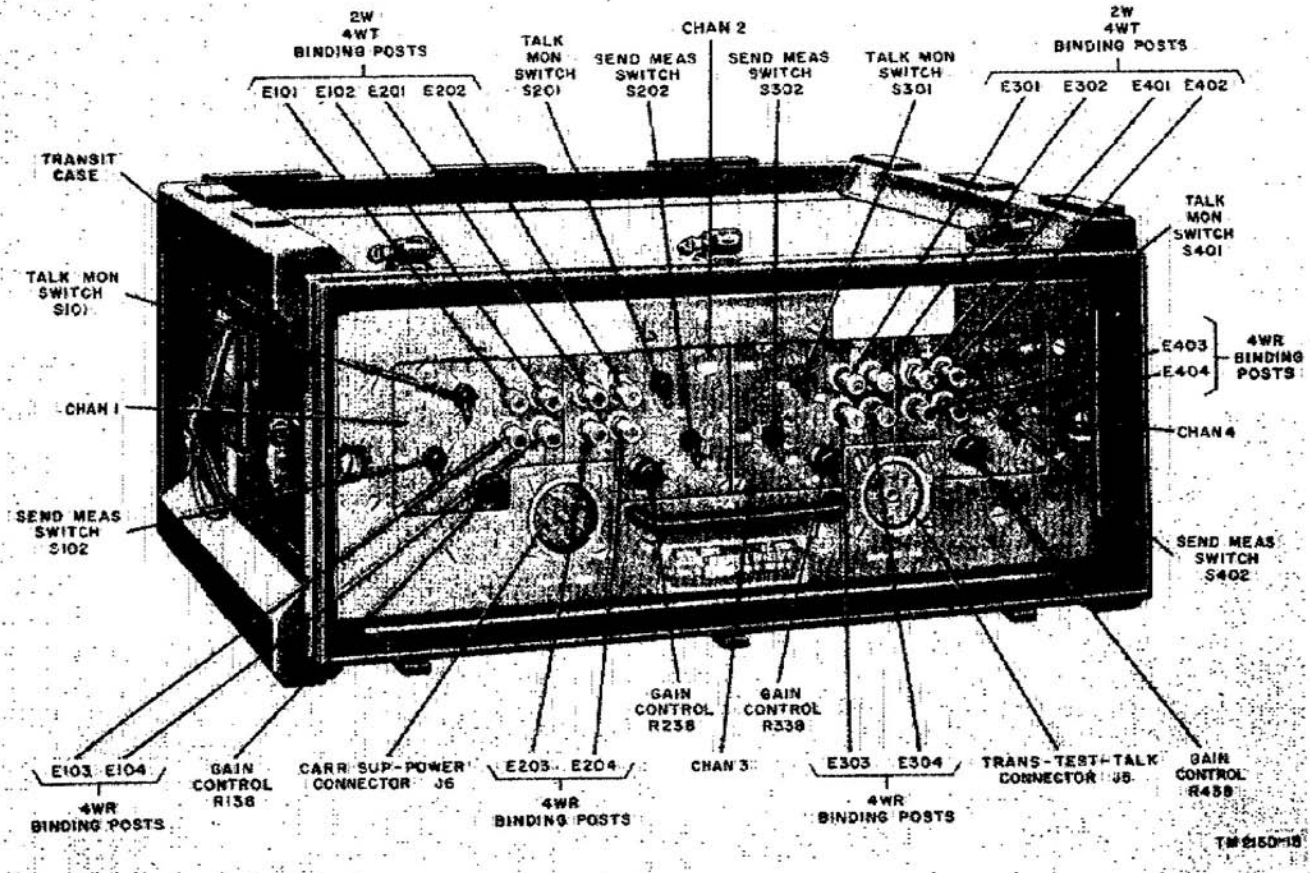 2W
4WT
BINDING POSTS
E101 E102 E201 E202
TALK
MON
SWITCH
S201
CHAN 2
SEND MEAS
SWITCH
S202
SEND MEAS
SWITCH
S302
TALK MON
SWITCH
S301
2W
4WT
BINDING POSTS
E301 E302 E401 E402
TRANSIT
CASE
TALK
MON
SWITCH
S401
TALK MON
SWITCH
S101
E403
E404
4WR
BINDING
POSTS
CHAN 1
CHAN 4
SEND MEAS
SWITCH
S102
SEND MEAS
SWITCH
S402
GAIN
CONTROL
R238
GAIN
CONTROL
R338
E103 E104
4WR
BINDING POSTS
GAIN
CONTROL
R138
CARR SUP-POWER
CONNECTOR J6
E203 E204
4WR
BINDING POSTS
CHAN 3
E303 E304
4WR
BINDING POSTS
TRANS-TEST-TALK
CONNECTOR J5
GAIN
CONTROL
R438
TM 2150-18